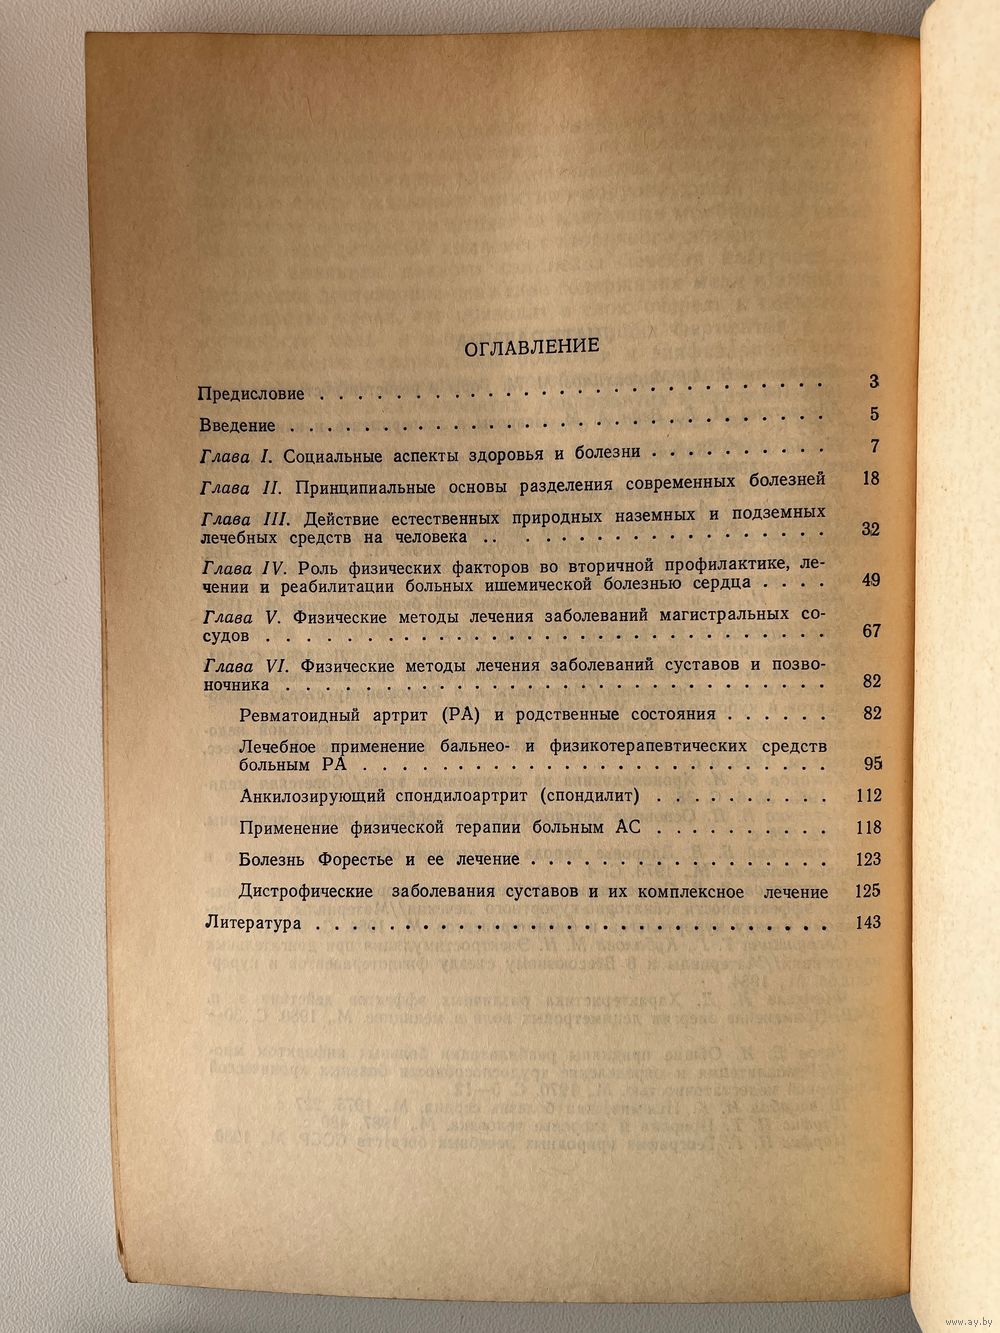 ОГЛАВЛЕНИЕ
Предисловие . . . . . . . . . . . . . . . . . . . . . . . . . . . 3
Введение . . . . . . . . . . . . . . . . . . . . . . . . . . . . . 5
Глава I. Социальные аспекты здоровья и болезни . . . . . . . . . . 7
Глава II. Принципиальные основы разделения современных болезней 18
Глава III. Действие естественных природных наземных и подземных
лечебных средств на человека .. . . . . . . . . . . . . . . . . . 32
Глава IV. Роль физических факторов во вторичной профилактике, ле-
чении и реабилитации больных ишемической болезнью сердца . . . . 49
Глава V. Физические методы лечения заболеваний магистральных со-
судов . . . . . . . . . . . . . . . . . . . . . . . . . . . . . . 67
Глава VI. Физические методы лечения заболеваний суставов и позво-
ночника . . . . . . . . . . . . . . . . . . . . . . . . . . . . . 82
Ревматоидный артрит (РА) и родственные состояния . . . . . . 82
Лечебное применение бальнео- и физикотерапевтических средств
больным РА . . . . . . . . . . . . . . . . . . . . . . . . . 95
Анкилозирующий спондилоартрит (спондилит) . . . . . . . . . . 112
Применение физической терапии больным АС . . . . . . . . . . 118
Болезнь Форестье и ее лечение . . . . . . . . . . . . . . . . . 123
Дистрофические заболевания суставов и их комплексное лечение 125
Литература . . . . . . . . . . . . . . . . . . . . . . . . . . . . 143
www.ay.by